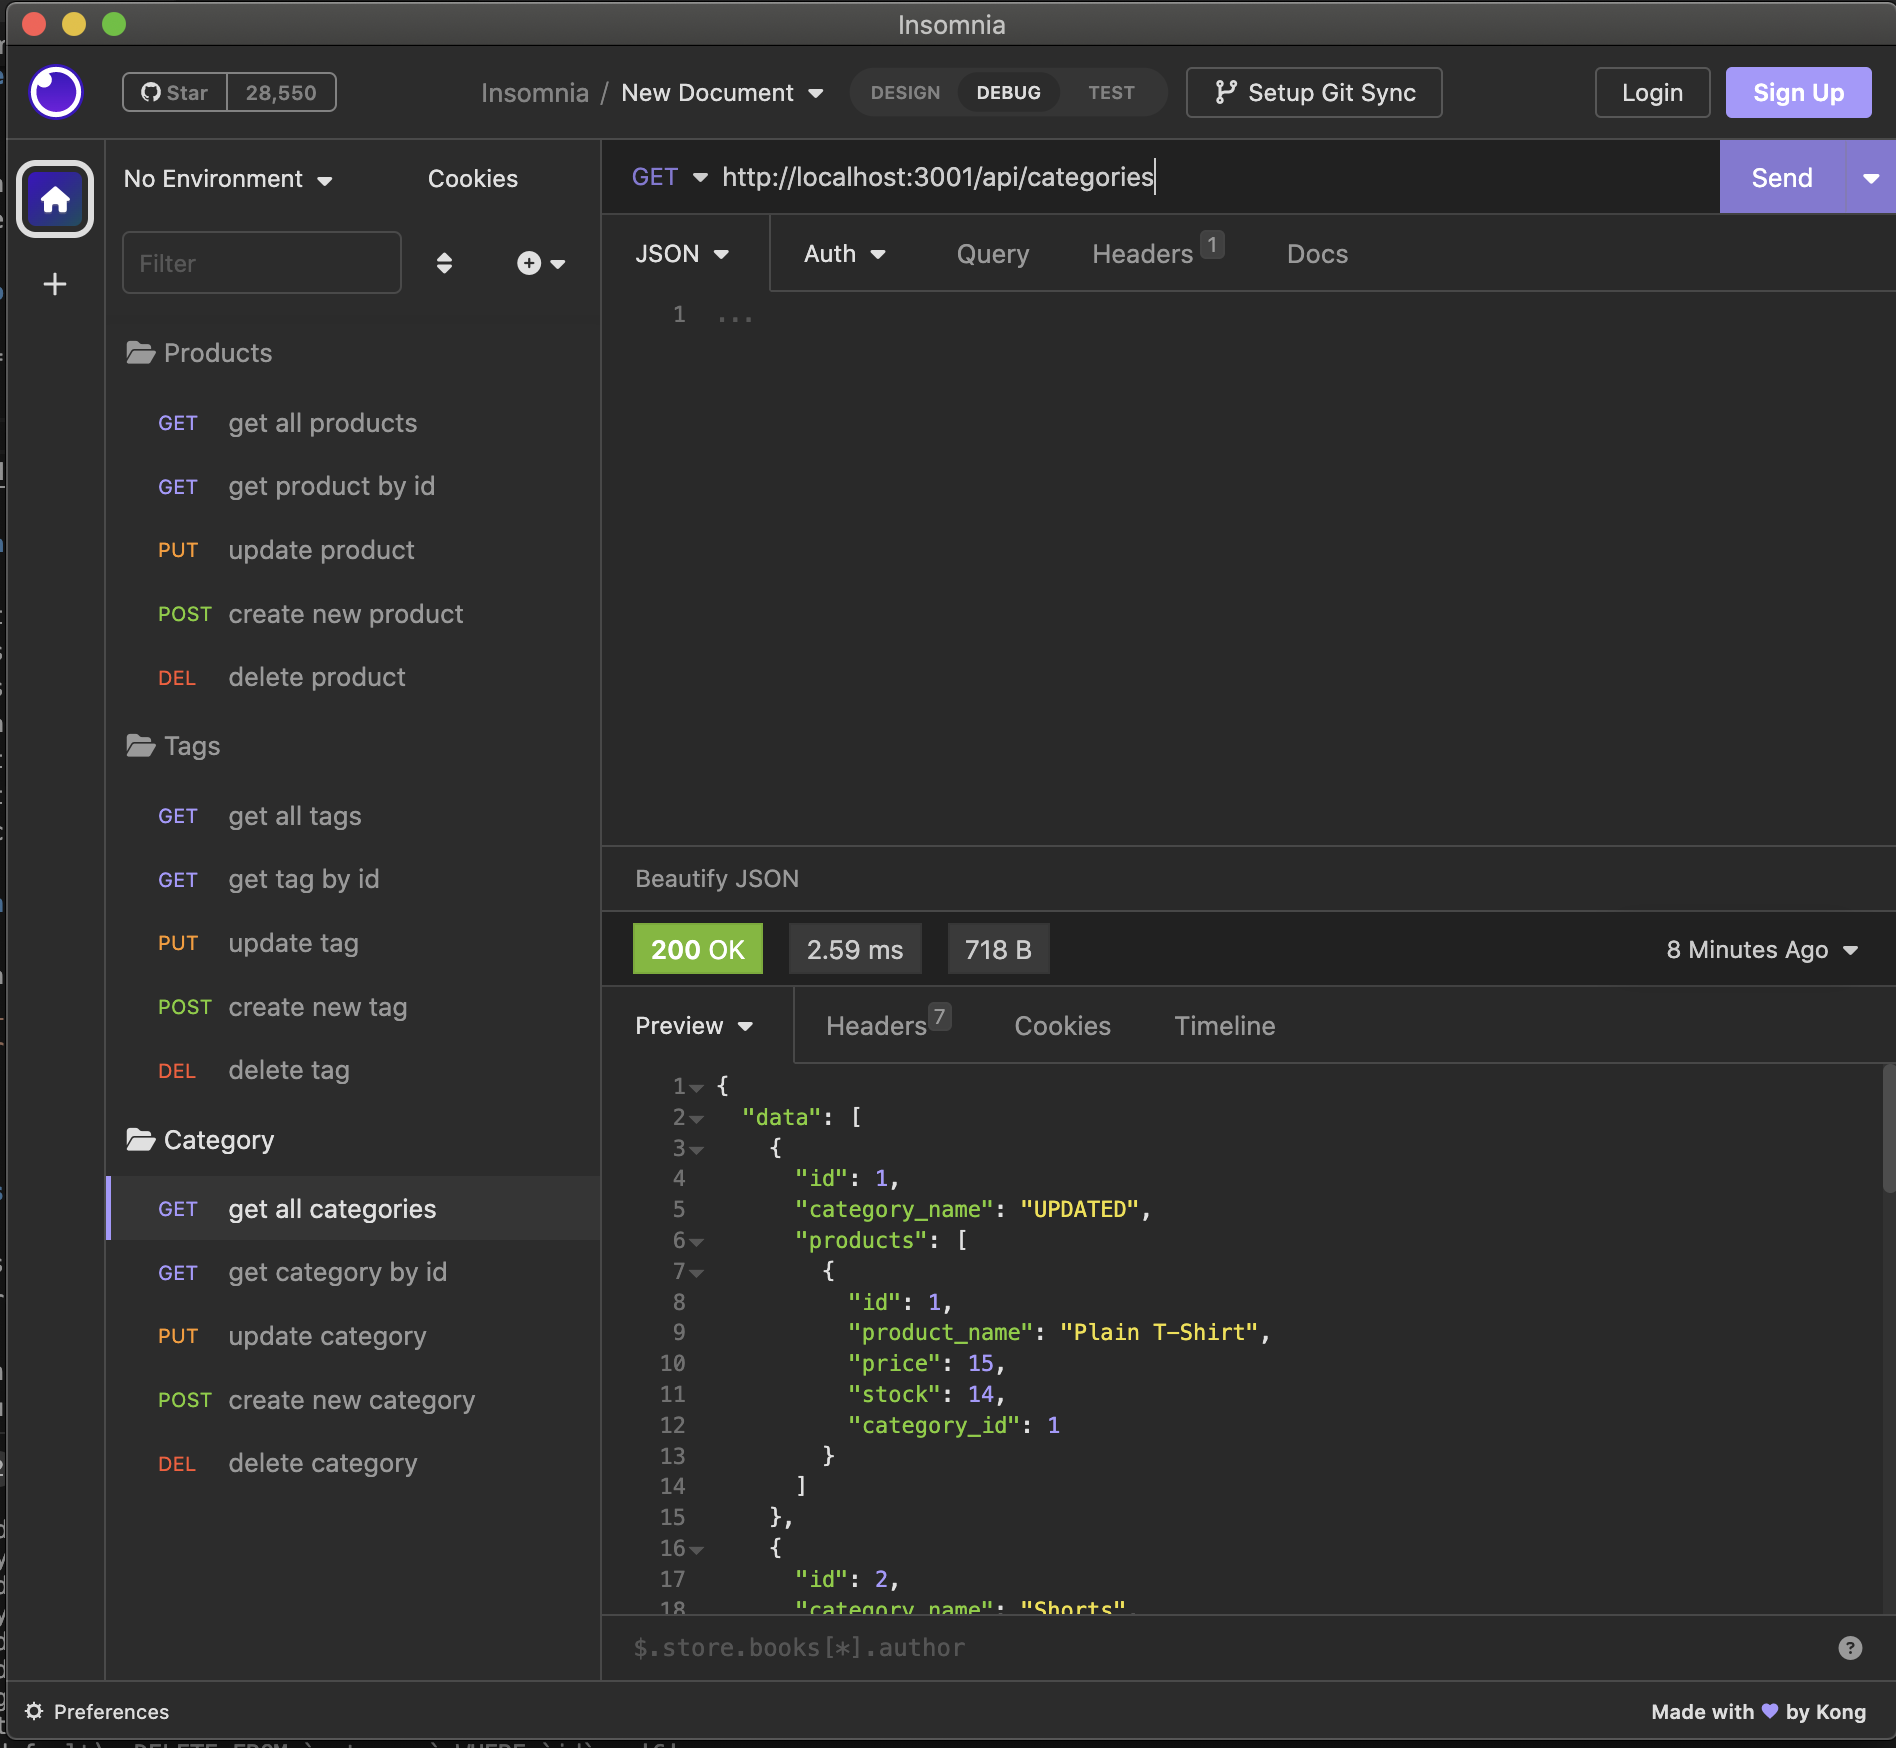 Insomnia
Star 28,550
Insomnia / New Document
DESIGN DEBUG TEST
Setup Git Sync
Login
Sign Up
No Environment
Cookies
GET http://localhost:3001/api/categories
Send
Filter
JSON Auth Query Headers 1 Docs
1 ...
Products
GET get all products
GET get product by id
PUT update product
POST create new product
DEL delete product
Tags
GET get all tags
GET get tag by id
PUT update tag
POST create new tag
DEL delete tag
Category
GET get all categories
GET get category by id
PUT update category
POST create new category
DEL delete category
Beautify JSON
200 OK 2.59 ms 718 B 8 Minutes Ago
Preview Headers 7 Cookies Timeline
1 {
2 "data": [
3 {
4 "id": 1,
5 "category_name": "UPDATED",
6 "products": [
7 {
8 "id": 1,
9 "product_name": "Plain T-Shirt",
10 "price": 15,
11 "stock": 14,
12 "category_id": 1
13 }
14 ]
15 },
16 {
17 "id": 2,
18 "category_name": "Shorts",
$.store.books[*].author
?
Preferences
Made with by Kong